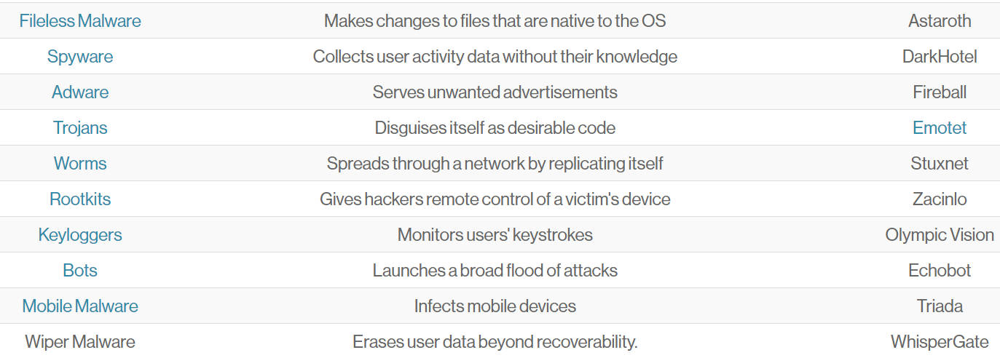 Fileless Malware Makes changes to files that are native to the OS Astaroth
Spyware Collects user activity data without their knowledge DarkHotel
Adware Serves unwanted advertisements Fireball
Trojans Disguises itself as desirable code Emotet
Worms Spreads through a network by replicating itself Stuxnet
Rootkits Gives hackers remote control of a victim's device Zacinlo
Keyloggers Monitors users' keystrokes Olympic Vision
Bots Launches a broad flood of attacks Echobot
Mobile Malware Infects mobile devices Triada
Wiper Malware Erases user data beyond recoverability. WhisperGate